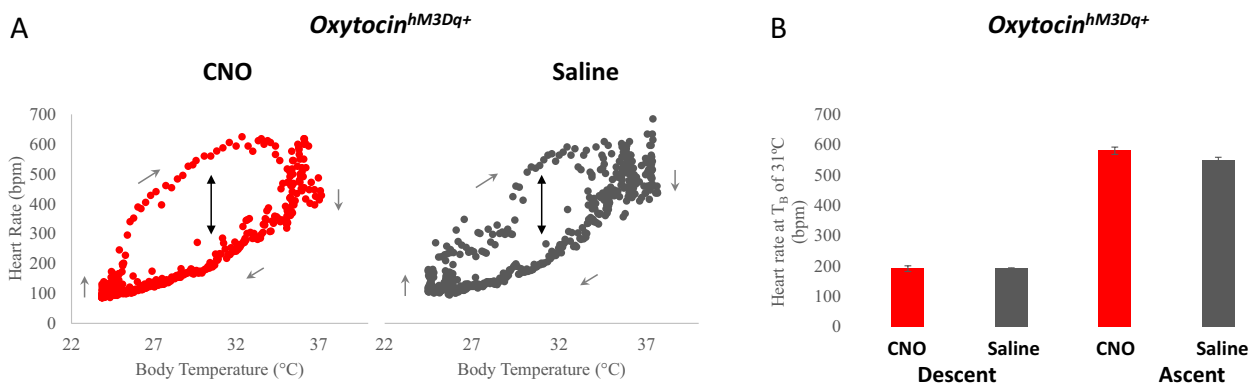 A
Oxytocin^hM3Dq+
CNO
Saline
Heart Rate (bpm)
700
600
500
400
300
200
100
0
22 27 32 37
22 27 32 37
Body Temperature (°C)
Body Temperature (°C)
B
Oxytocin^hM3Dq+
Heart rate at T_B of 31°C
(bpm)
700
600
500
400
300
200
100
0
CNO Saline CNO Saline
Descent Ascent